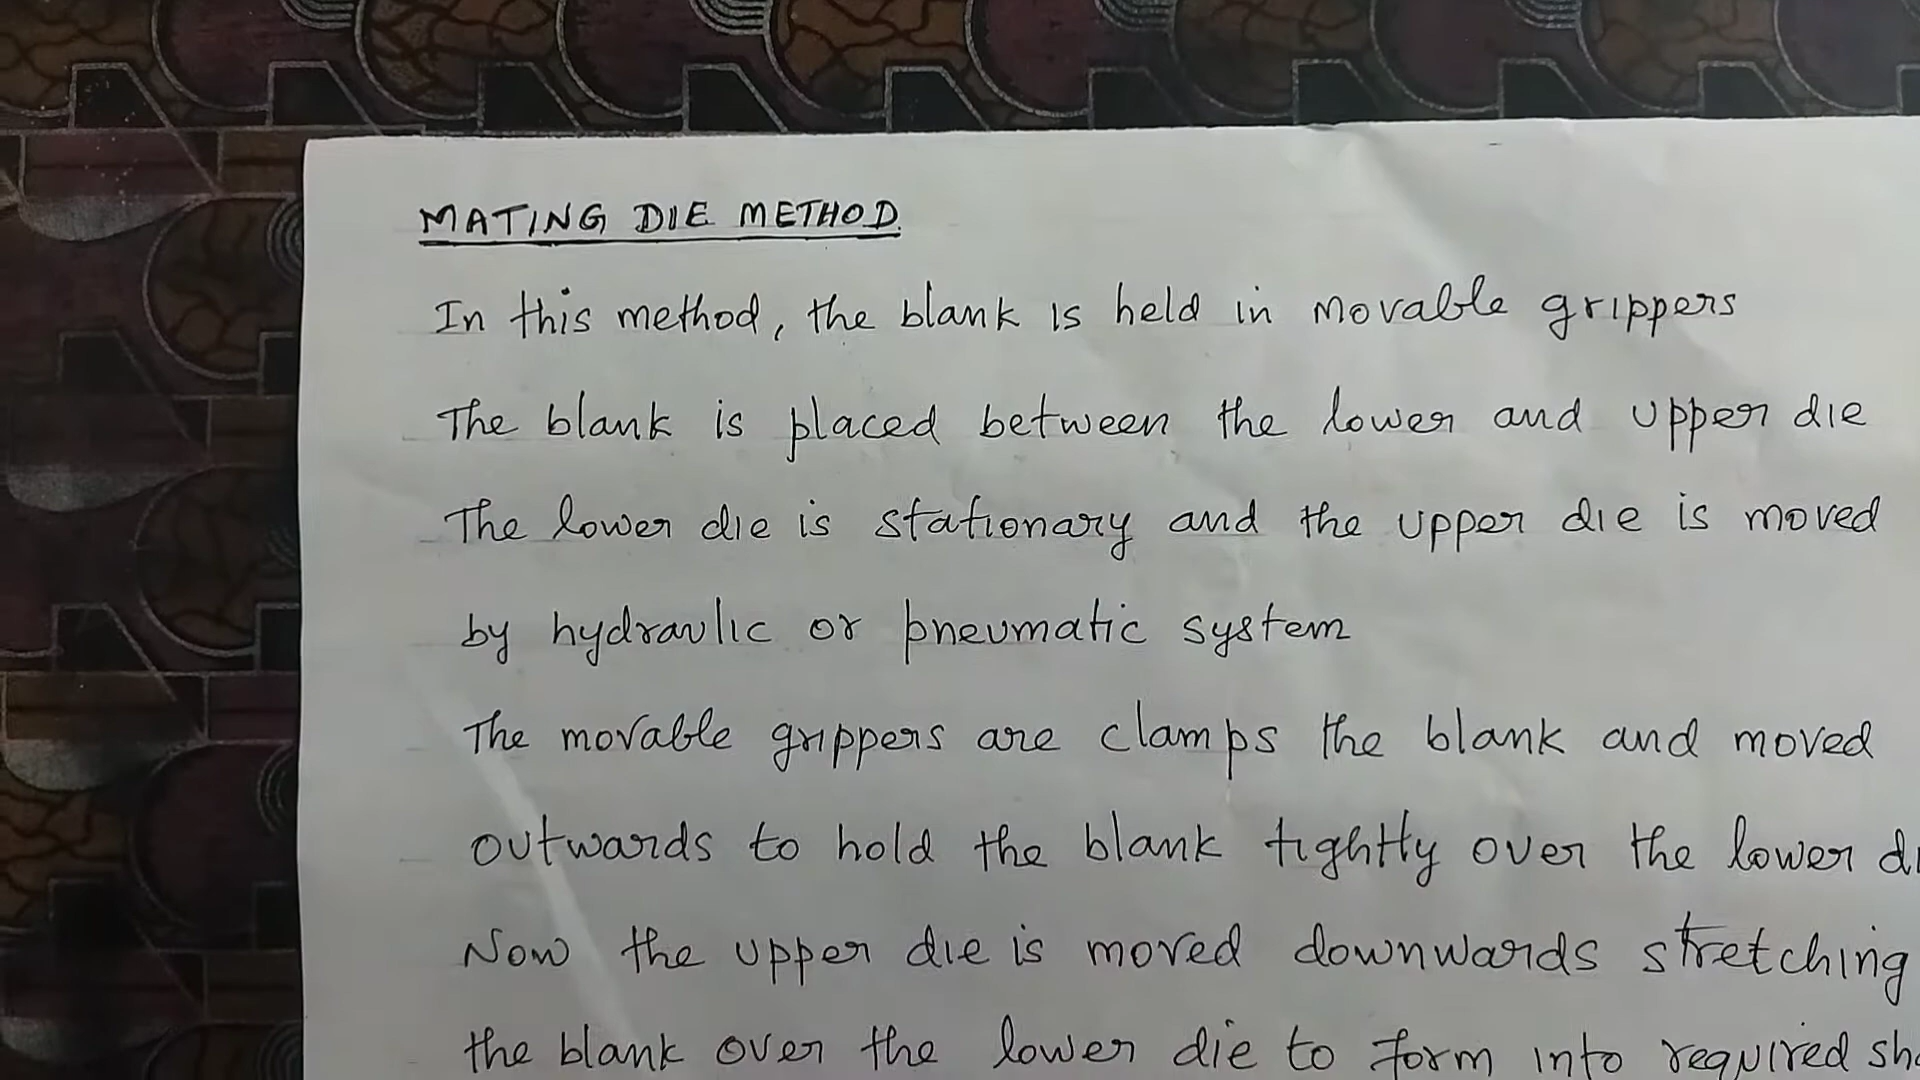 MATING DIE METHOD.
In this method, the blank is held in movable grippers
The blank is placed between the lower and upper die
The lower die is stationary and the upper die is moved
by hydraulic or pneumatic system
The movable grippers are clamps the blank and moved
outwards to hold the blank tightly over the lower
Now the upper die is moved downwards stretching
the blank over the lower die to form into required